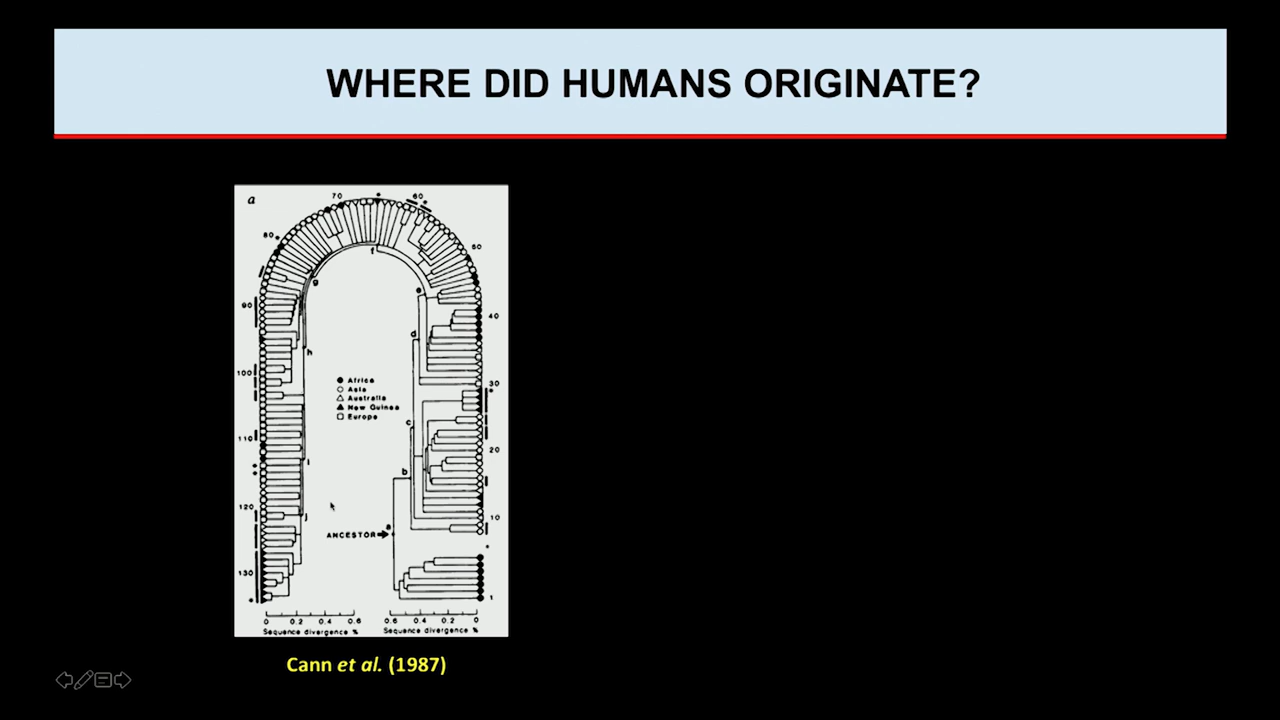 WHERE DID HUMANS ORIGINATE?
a
70
*
60
*
80
*
50
f
g
e
90
40
d
h
100
30
*
Africa
Asia
Australia
New Guinea
Europe
c
110
20
i
b
120
10
j
a
ANCESTOR
*
130
1
0 0.2 0.4 0.6
0.6 0.4 0.2 0
Sequence divergence %
Sequence divergence %
Cann et al. (1987)